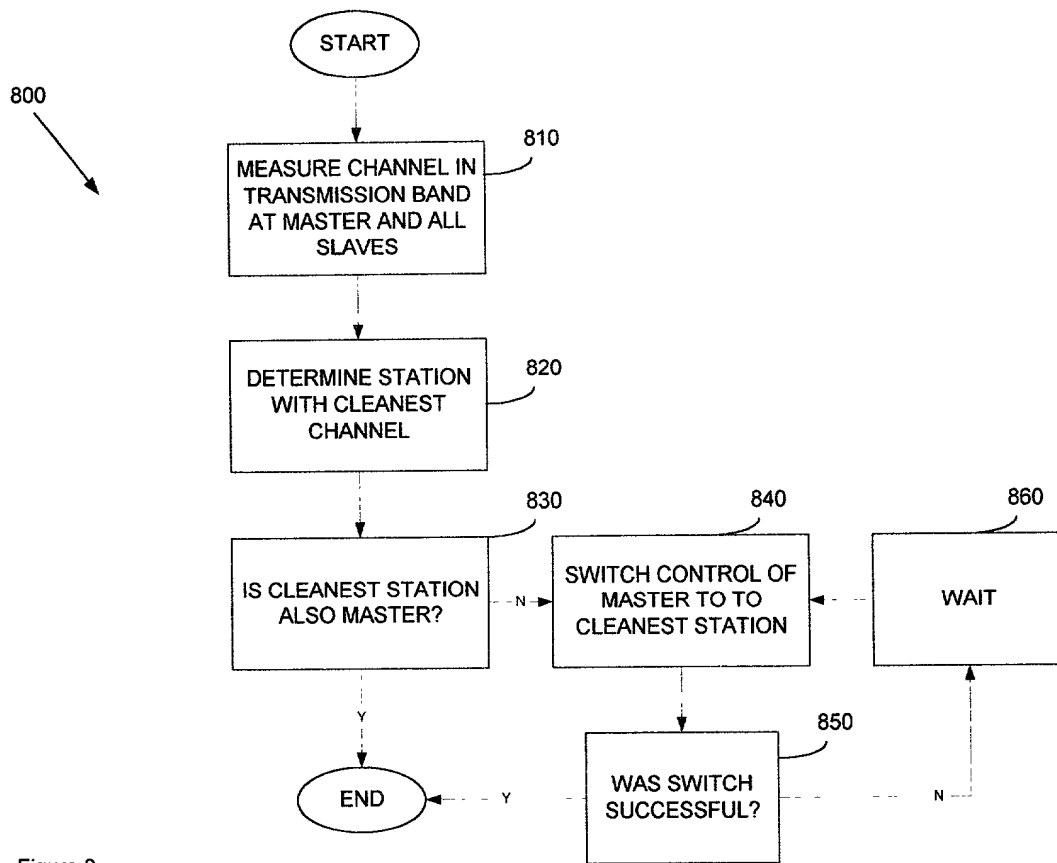 START
800
810
MEASURE CHANNEL IN
TRANSMISSION BAND
AT MASTER AND ALL
SLAVES
820
DETERMINE STATION
WITH CLEANEST
CHANNEL
830
840
860
IS CLEANEST STATION
ALSO MASTER?
N
SWITCH CONTROL OF
MASTER TO TO
CLEANEST STATION
WAIT
Y
850
WAS SWITCH
SUCCESSFUL?
END
Y
N